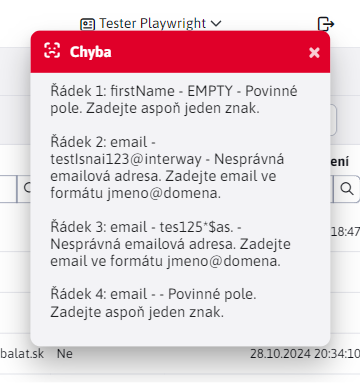 Tester Playwright
Chyba
Řádek 1: firstName - EMPTY - Povinné
pole. Zadejte aspoň jeden znak.
Řádek 2: email -
testIsnai123@interway - Nesprávná
emailová adresa. Zadejte email ve
formátu jmeno@domena.
Řádek 3: email - tes125*$as. -
Nesprávná emailová adresa. Zadejte
email ve formátu jmeno@domena.
Řádek 4: email - - Povinné pole.
Zadejte aspoň jeden znak.
ení
18:47
balat.sk Ne 28.10.2024 20:34:10